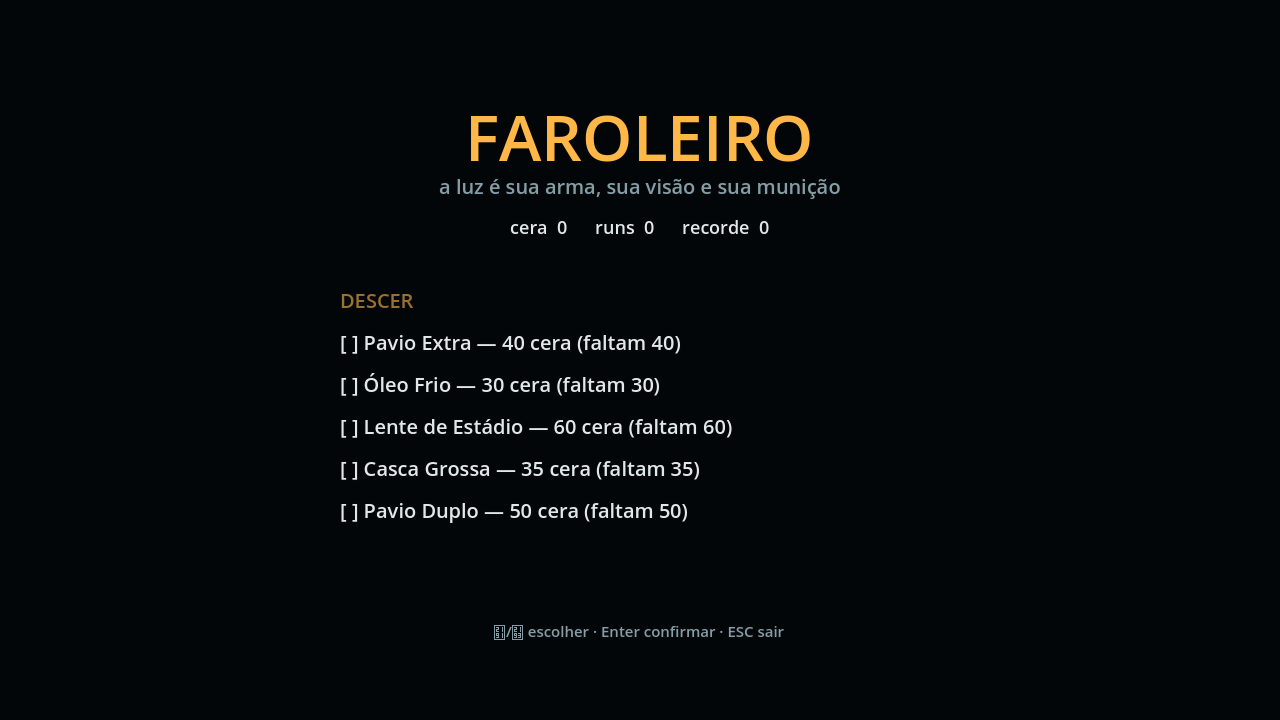 FAROLEIRO
a luz é sua arma, sua visão e sua munição
cera 0 runs 0 recorde 0
DESCER
[ ] Pavio Extra — 40 cera (faltam 40)
[ ] Óleo Frio — 30 cera (faltam 30)
[ ] Lente de Estádio — 60 cera (faltam 60)
[ ] Casca Grossa — 35 cera (faltam 35)
[ ] Pavio Duplo — 50 cera (faltam 50)
/ escolher · Enter confirmar · ESC sair